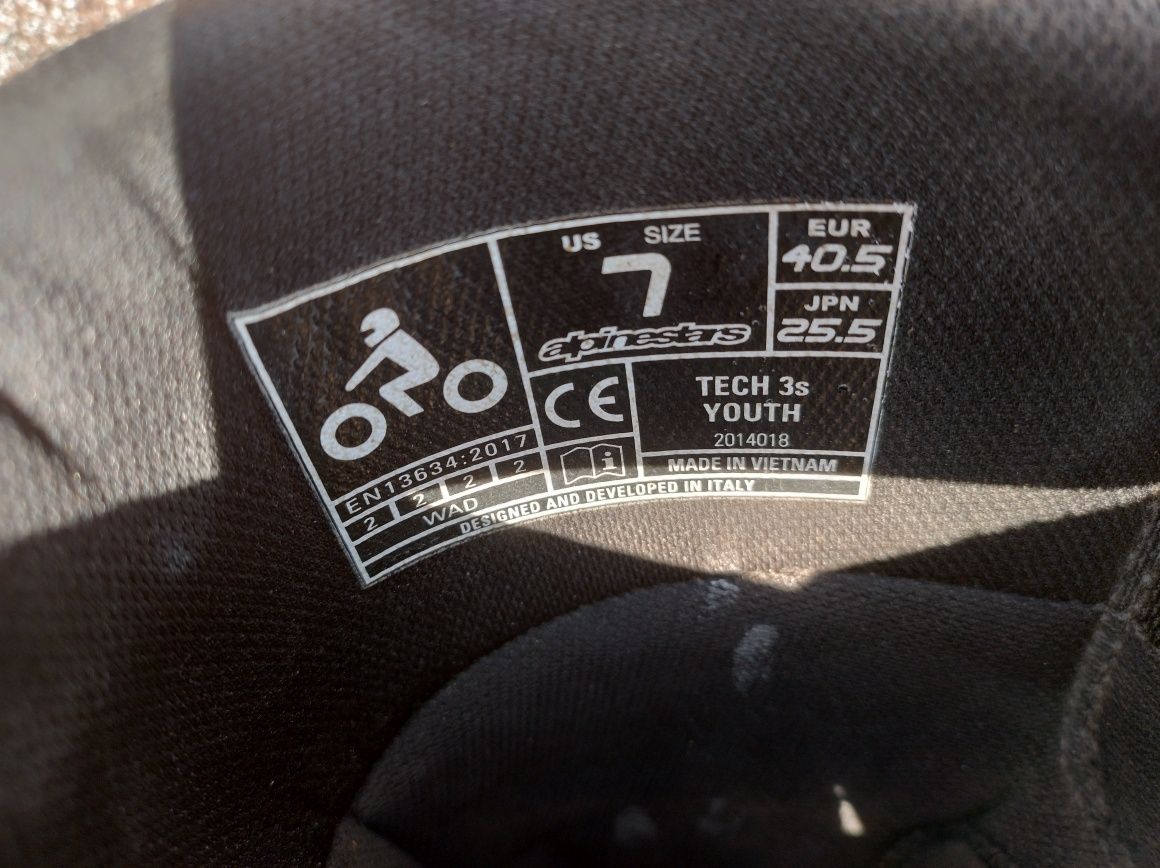 US SIZE
7
alpinestars
EUR
40.5
JPN
25.5
CE
TECH 3s
YOUTH
2014018
i
MADE IN VIETNAM
EN13634:2017
2 2 2 2
WAD
DESIGNED AND DEVELOPED IN ITALY